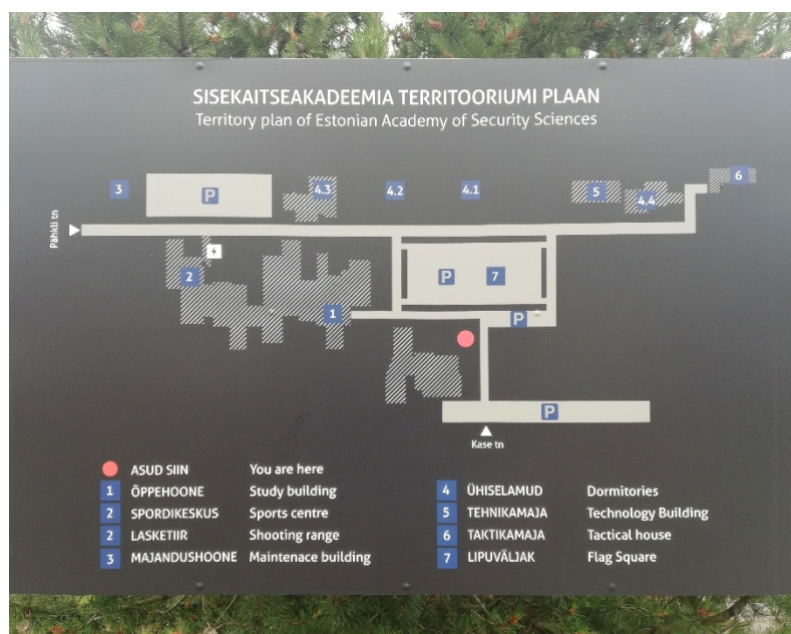 SISEKAITSEAKADEEMIA TERRITOORIUMI PLAAN
Territory plan of Estonian Academy of Security Sciences
3
P
4.3
4.2
4.1
5
4.4
6
Pähkli tn
2
P
7
1
P
P
Kase tn
ASUD SIIN You are here
1 ÕPPEHOONE Study building
2 SPORDIKESKUS Sports centre
2 LASKETIIR Shooting range
3 MAJANDUSHOONE Maintenace building
4 ÜHISELAMUD Dormitories
5 TEHNIKAMAJA Technology Building
6 TAKTIKAMAJA Tactical house
7 LIPUVÄLJAK Flag Square